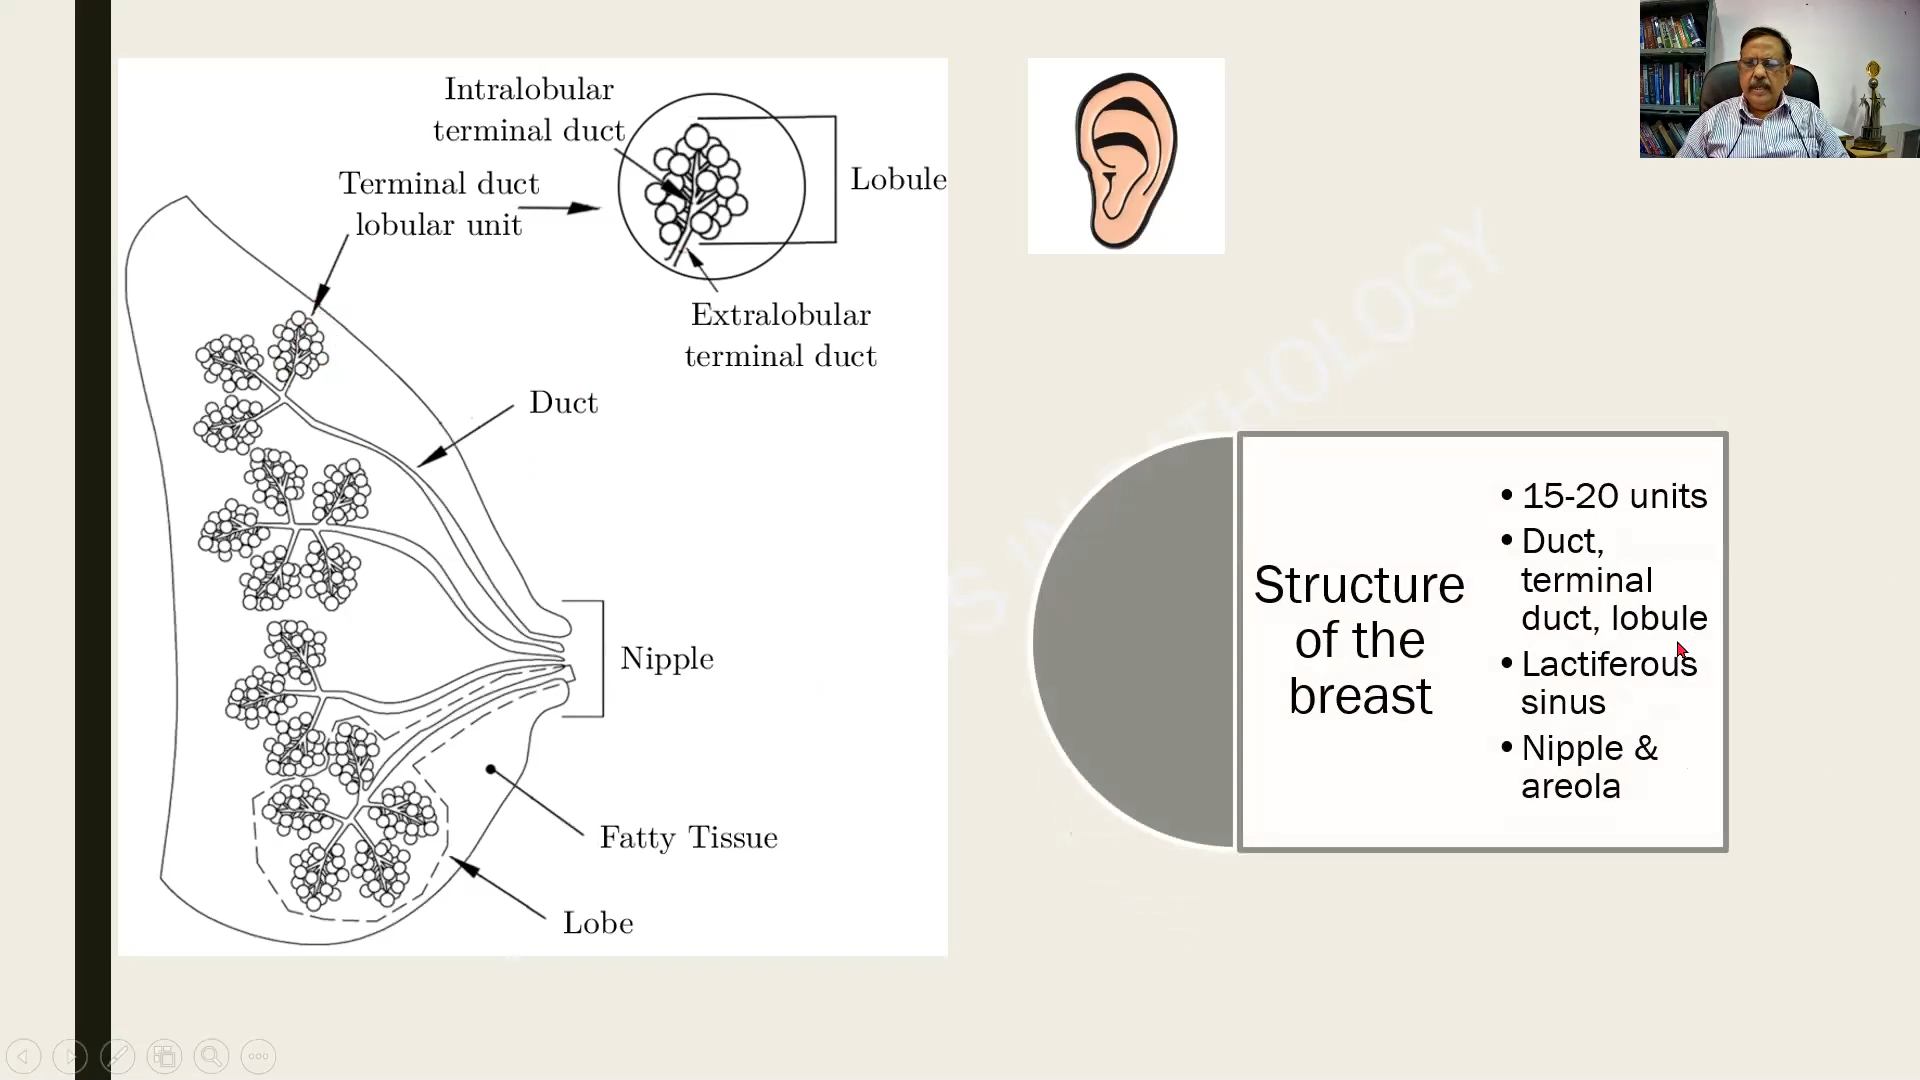 Intralobular
terminal duct
Terminal duct
lobular unit
Lobule
Extralobular
terminal duct
Duct
Nipple
Fatty Tissue
Lobe
Structure
of the
breast
• 15-20 units
• Duct,
terminal
duct, lobule
• Lactiferous
sinus
• Nipple &
areola